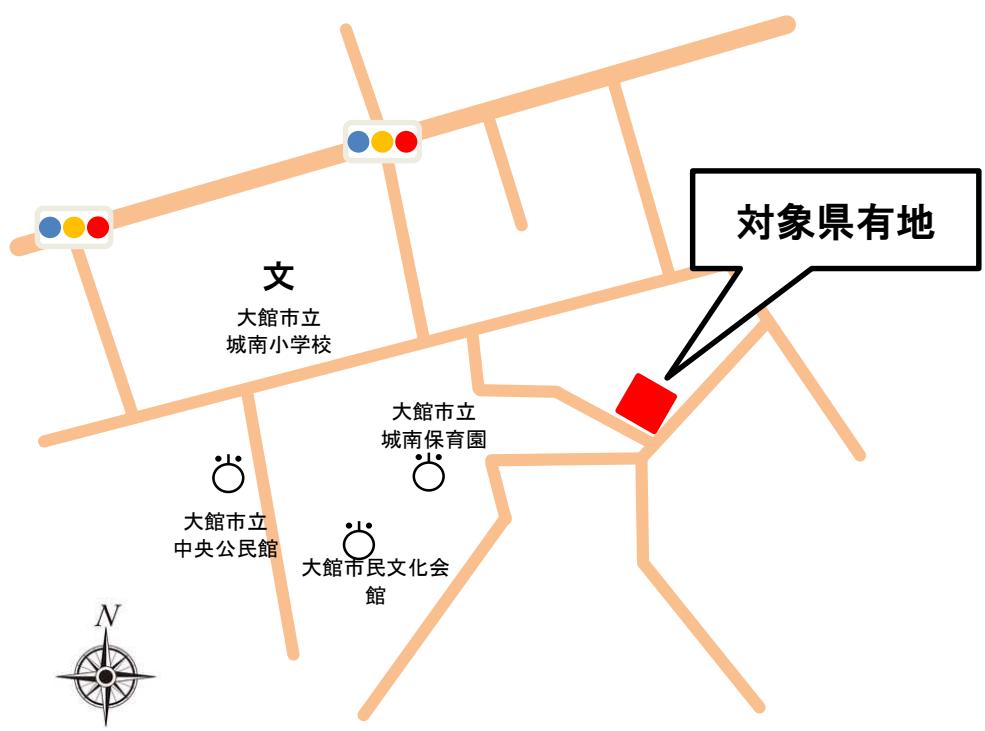 対象県有地
文
大館市立
城南小学校
大館市立
城南保育園
大館市立
中央公民館
大館市民文化会
館
N